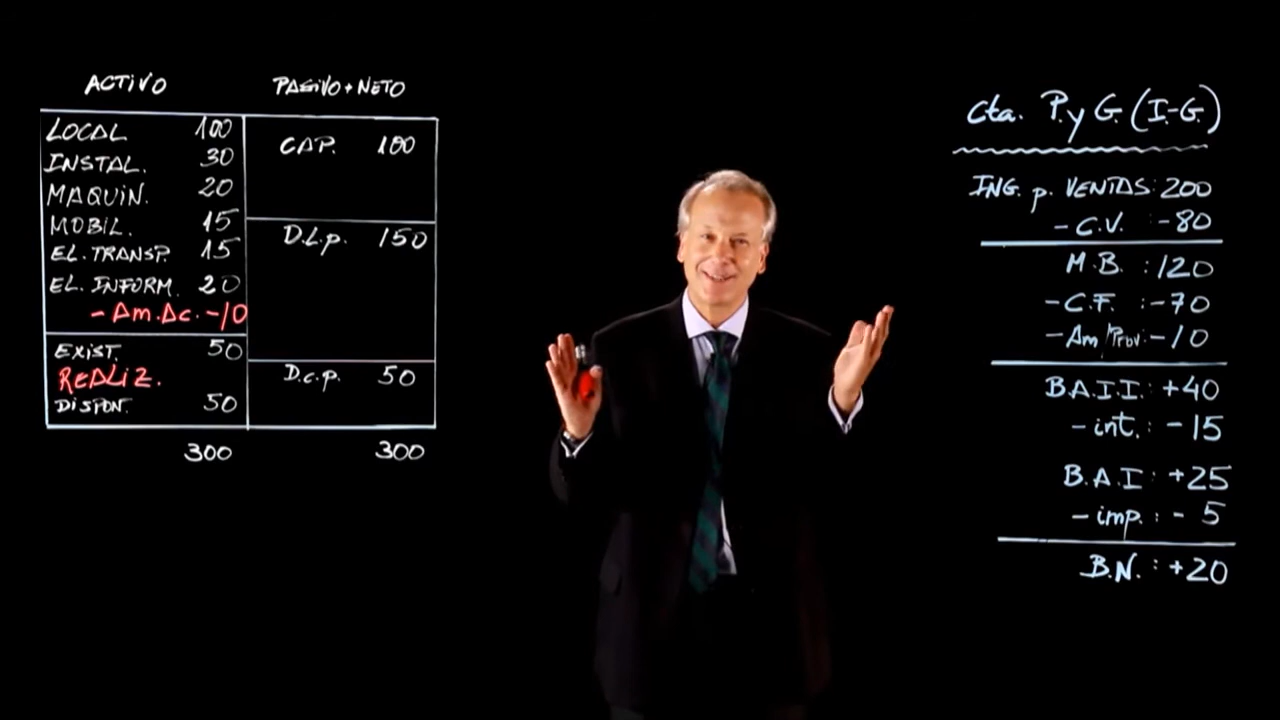 ACTIVO
LOCAL 100
INSTAL. 30
MAQUIN. 20
MOBIL. 15
EL. TRANSP. 15
EL. INFORM. 20
- Am. Ac. -10
EXIST. 50
REALIZ.
DISPON. 50
300
PASIVO + NETO
CAP. 100
D.L.p. 150
D.c.p. 50
300
Cta. P. y G. (I.-G.)
ING. p. VENTAS: 200
- C.V. : -80
M.B. : 120
- C.F. : -70
- Am/Prov: -10
B.A.I.I: +40
- int. : -15
B.A.I: +25
- imp. : - 5
B.N. : +20